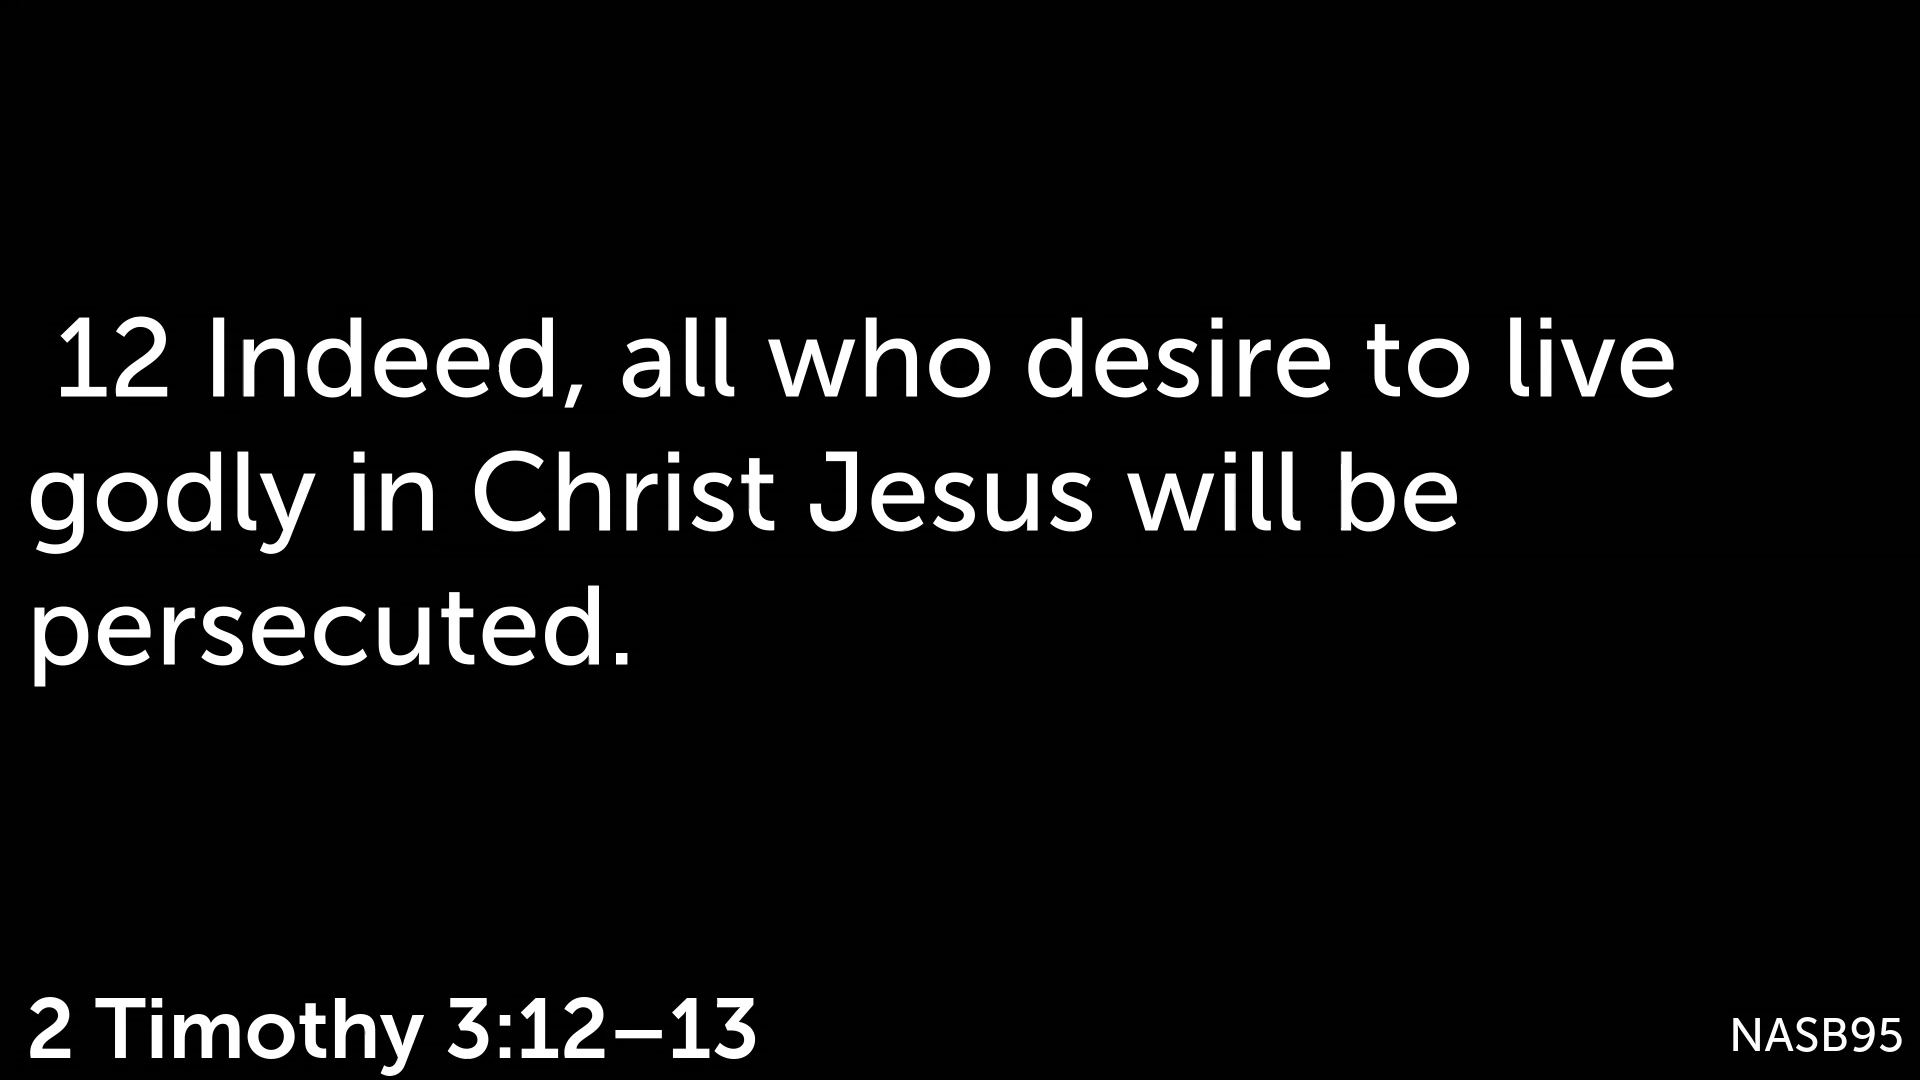 12 Indeed, all who desire to live
godly in Christ Jesus will be
persecuted.
2 Timothy 3:12–13
NASB95